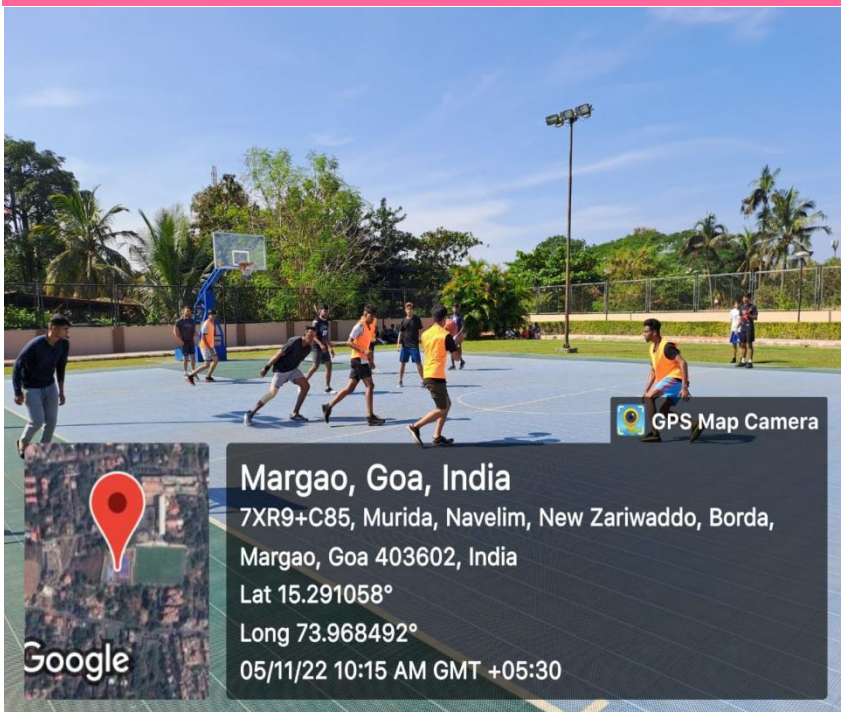 GPS Map Camera
Margao, Goa, India
7XR9+C85, Murida, Navelim, New Zariwaddo, Borda,
Margao, Goa 403602, India
Lat 15.291058°
Long 73.968492°
05/11/22 10:15 AM GMT +05:30
Google